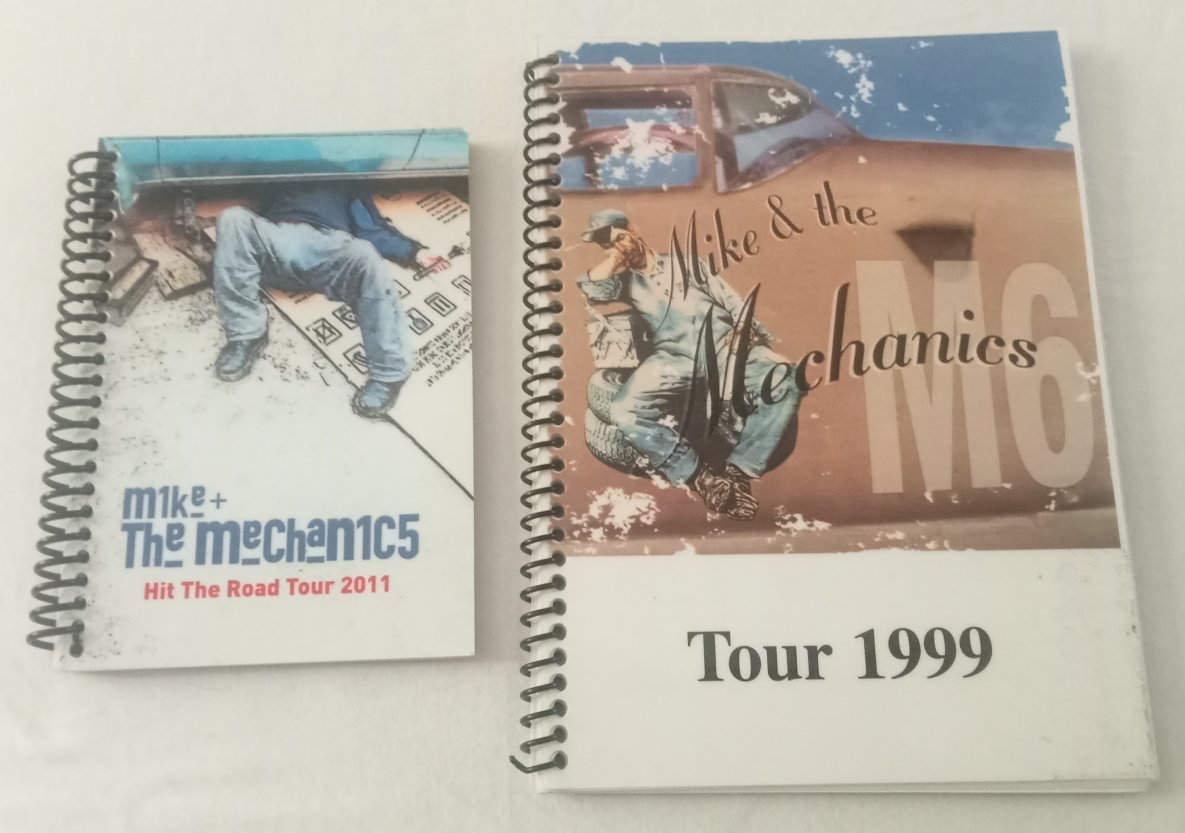 m1ke+
The mechan1c5
Hit The Road Tour 2011
Mike & the
Mechanics
M6
Tour 1999